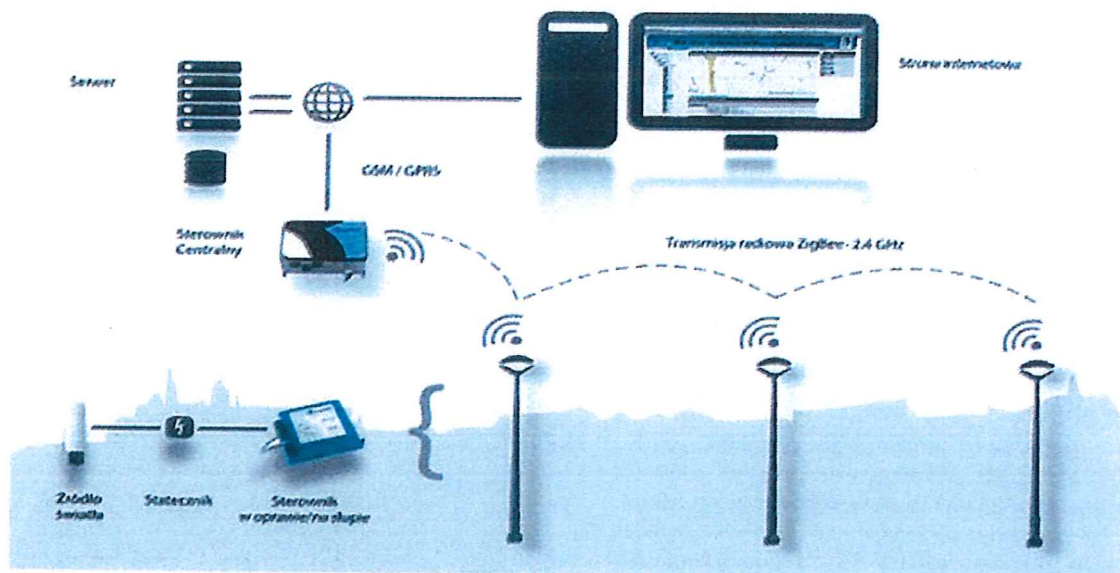 Serwer
Strona internetowa
GSM / GPRS
Sterownik
Centralny
Transmisja radiowa ZigBee - 2.4 GHz
Źródło
światła
Statecznik
Sterownik
w oprawie/na słupie